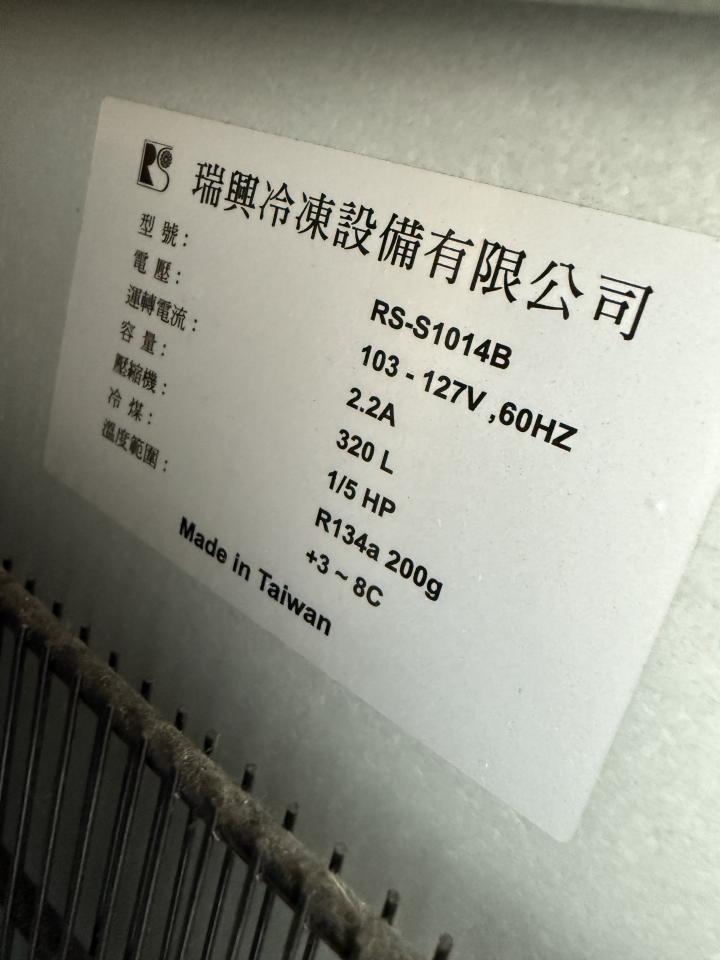 RS
瑞興冷凍設備有限公司
型號: RS-S1014B
電壓: 103 - 127V ,60HZ
運轉電流: 2.2A
容量: 320 L
壓縮機: 1/5 HP
冷煤: R134a 200g
溫度範圍: +3 ~ 8C
Made in Taiwan